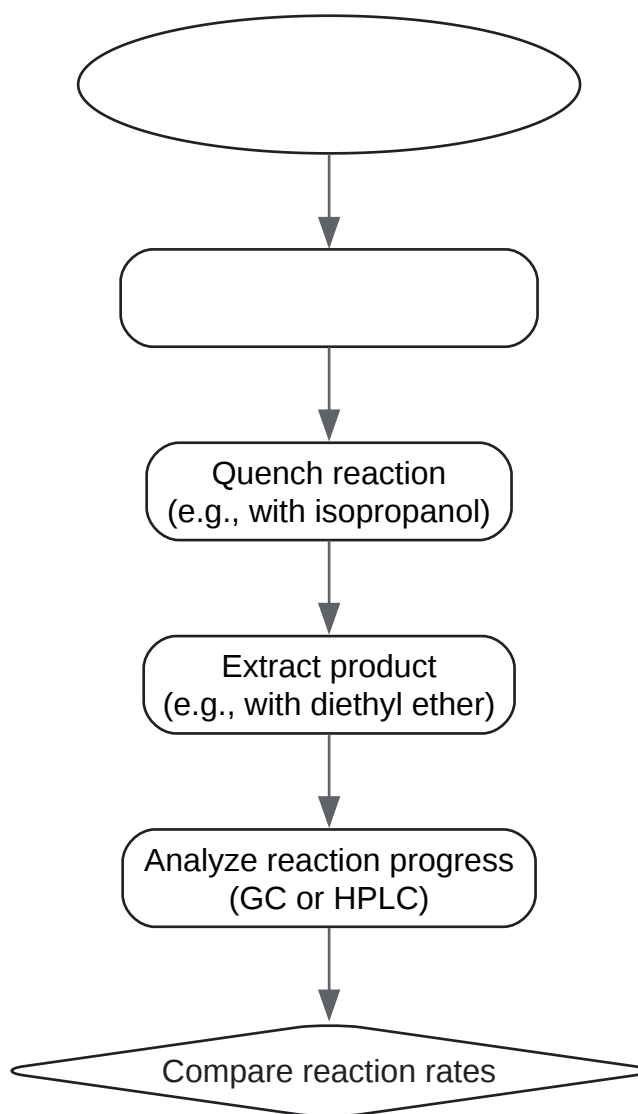 Quench reaction
(e.g., with isopropanol)
Extract product
(e.g., with diethyl ether)
Analyze reaction progress
(GC or HPLC)
Compare reaction rates